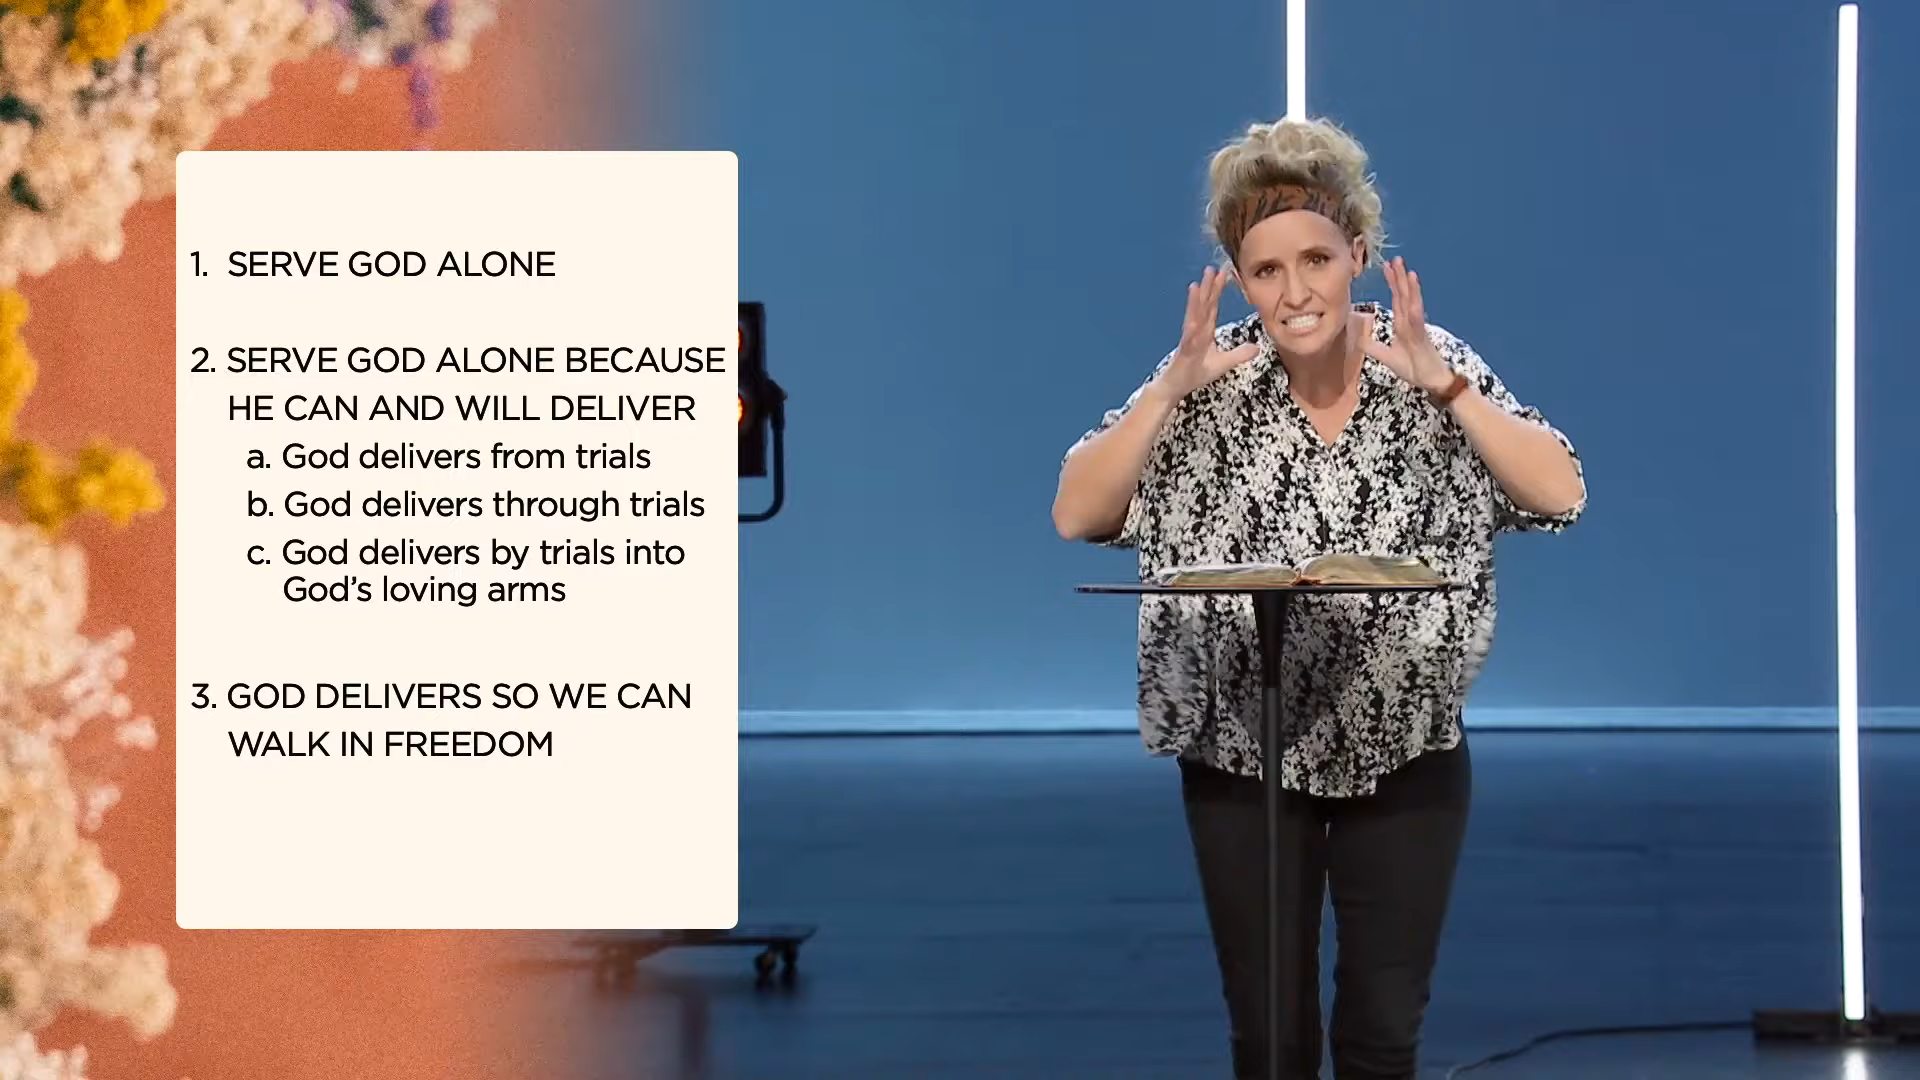 1. SERVE GOD ALONE
2. SERVE GOD ALONE BECAUSE
HE CAN AND WILL DELIVER
a. God delivers from trials
b. God delivers through trials
c. God delivers by trials into
God’s loving arms
3. GOD DELIVERS SO WE CAN
WALK IN FREEDOM